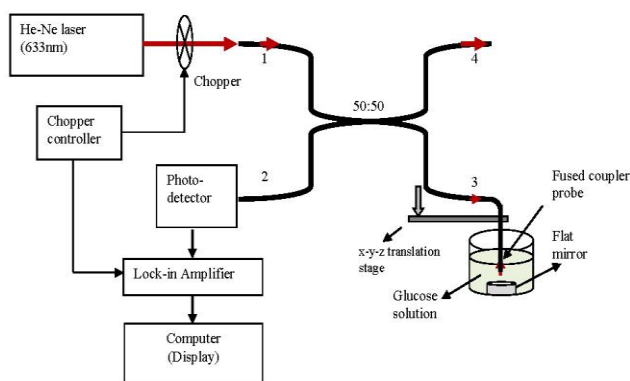 He-Ne laser
(633nm)
1
4
Chopper
50:50
Chopper
controller
2
Photo-
detector
3
Fused coupler
probe
x-y-z translation
stage
Flat
mirror
Glucose
solution
Lock-in Amplifier
Computer
(Display)